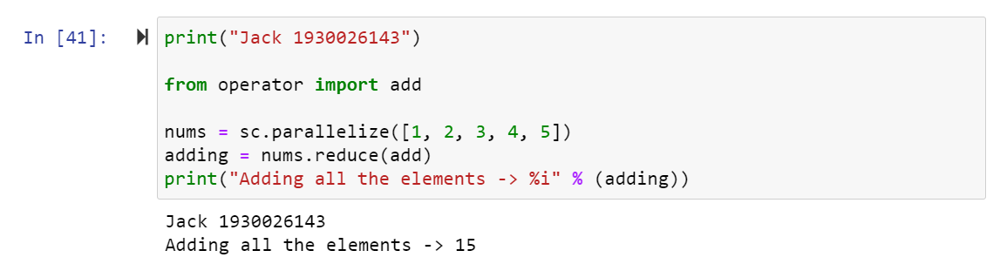 In [41]:
print("Jack 1930026143")
from operator import add
nums = sc.parallelize([1, 2, 3, 4, 5])
adding = nums.reduce(add)
print("Adding all the elements -> %i" % (adding))
Jack 1930026143
Adding all the elements -> 15